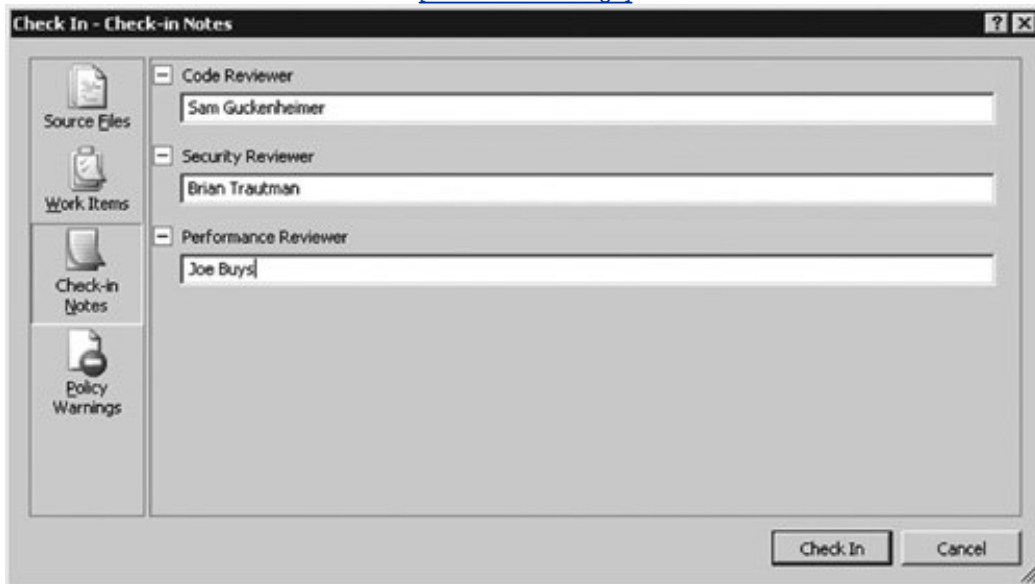 Check In - Check-in Notes
Source Files
Work Items
Check-in
Notes
Policy
Warnings
Code Reviewer
Sam Guckenheimer
Security Reviewer
Brian Trautman
Performance Reviewer
Joe Buys
Check In
Cancel